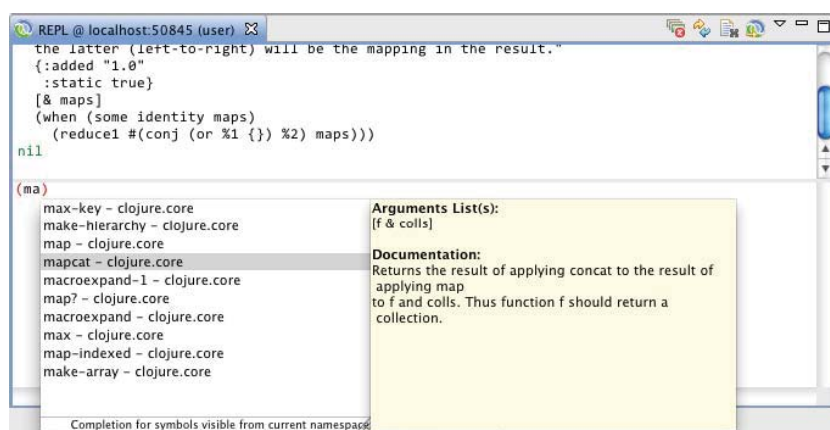 REPL @ localhost:50845 (user)
the latter (left-to-right) will be the mapping in the result."
{:added "1.0"
:static true}
[& maps]
(when (some identity maps)
(reduce1 #(conj (or %1 {}) %2) maps)))
nil
(ma)
max-key – clojure.core
make-hierarchy – clojure.core
map – clojure.core
mapcat – clojure.core
macroexpand-1 – clojure.core
map? – clojure.core
macroexpand – clojure.core
max – clojure.core
map-indexed – clojure.core
make-array – clojure.core
Completion for symbols visible from current namespace
Arguments List(s):
[f & colls]
Documentation:
Returns the result of applying concat to the result of
applying map
to f and colls. Thus function f should return a
collection.